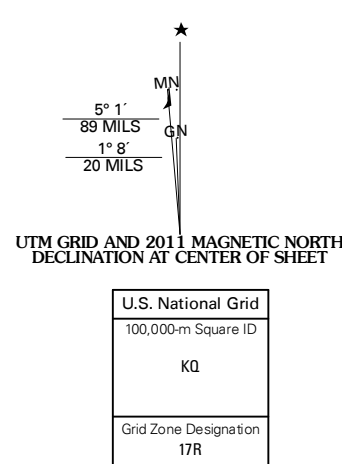 ★
MN
5° 1´
89 MILS
GN
1° 8´
20 MILS
UTM GRID AND 2011 MAGNETIC NORTH
DECLINATION AT CENTER OF SHEET
U.S. National Grid
100,000-m Square ID
KQ
Grid Zone Designation
17R